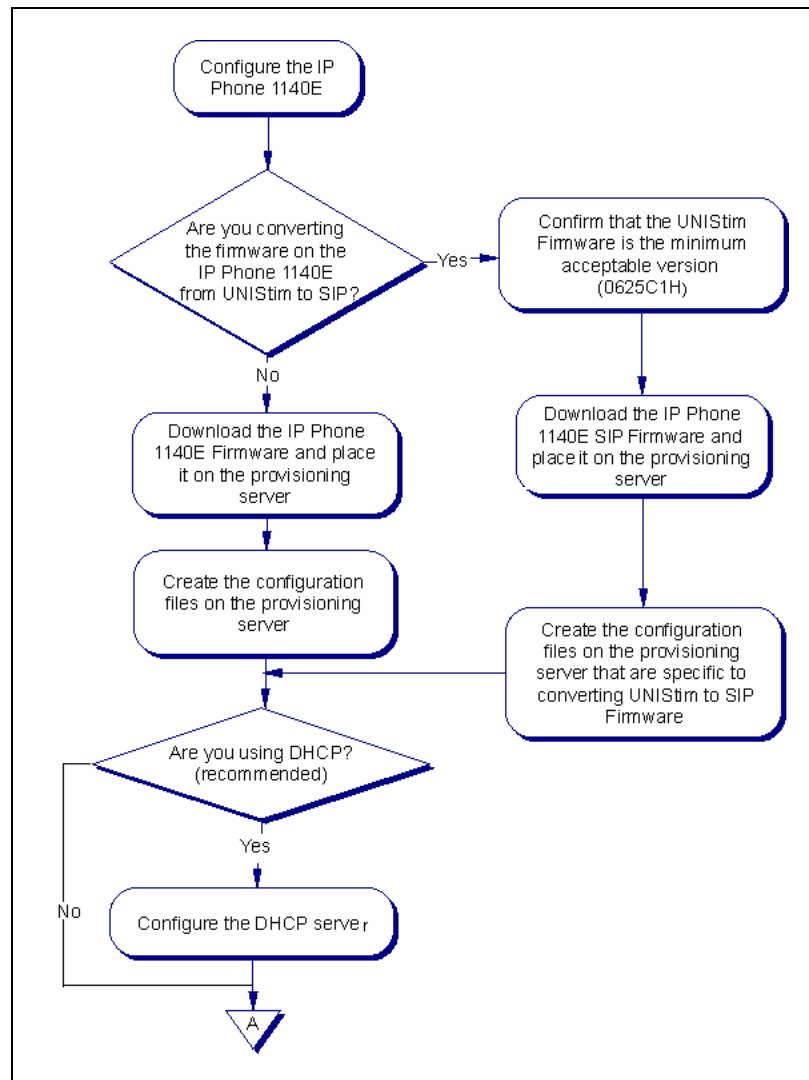 Configure the IP
Phone 1140E
Are you converting
the firmware on the
IP Phone 1140E
from UNIStim to SIP?
Yes
Confirm that the UNIStim
Firmware is the minimum
acceptable version
(0625C1H)
No
Download the IP Phone
1140E Firmware and place
it on the provisioning
server
Download the IP Phone
1140E SIP Firmware and
place it on the provisioning
server
Create the configuration
files on the provisioning
server
Create the configuration
files on the provisioning
server that are specific to
converting UNIStim to SIP
Firmware
Are you using DHCP?
(recommended)
Yes
No
Configure the DHCP server
A